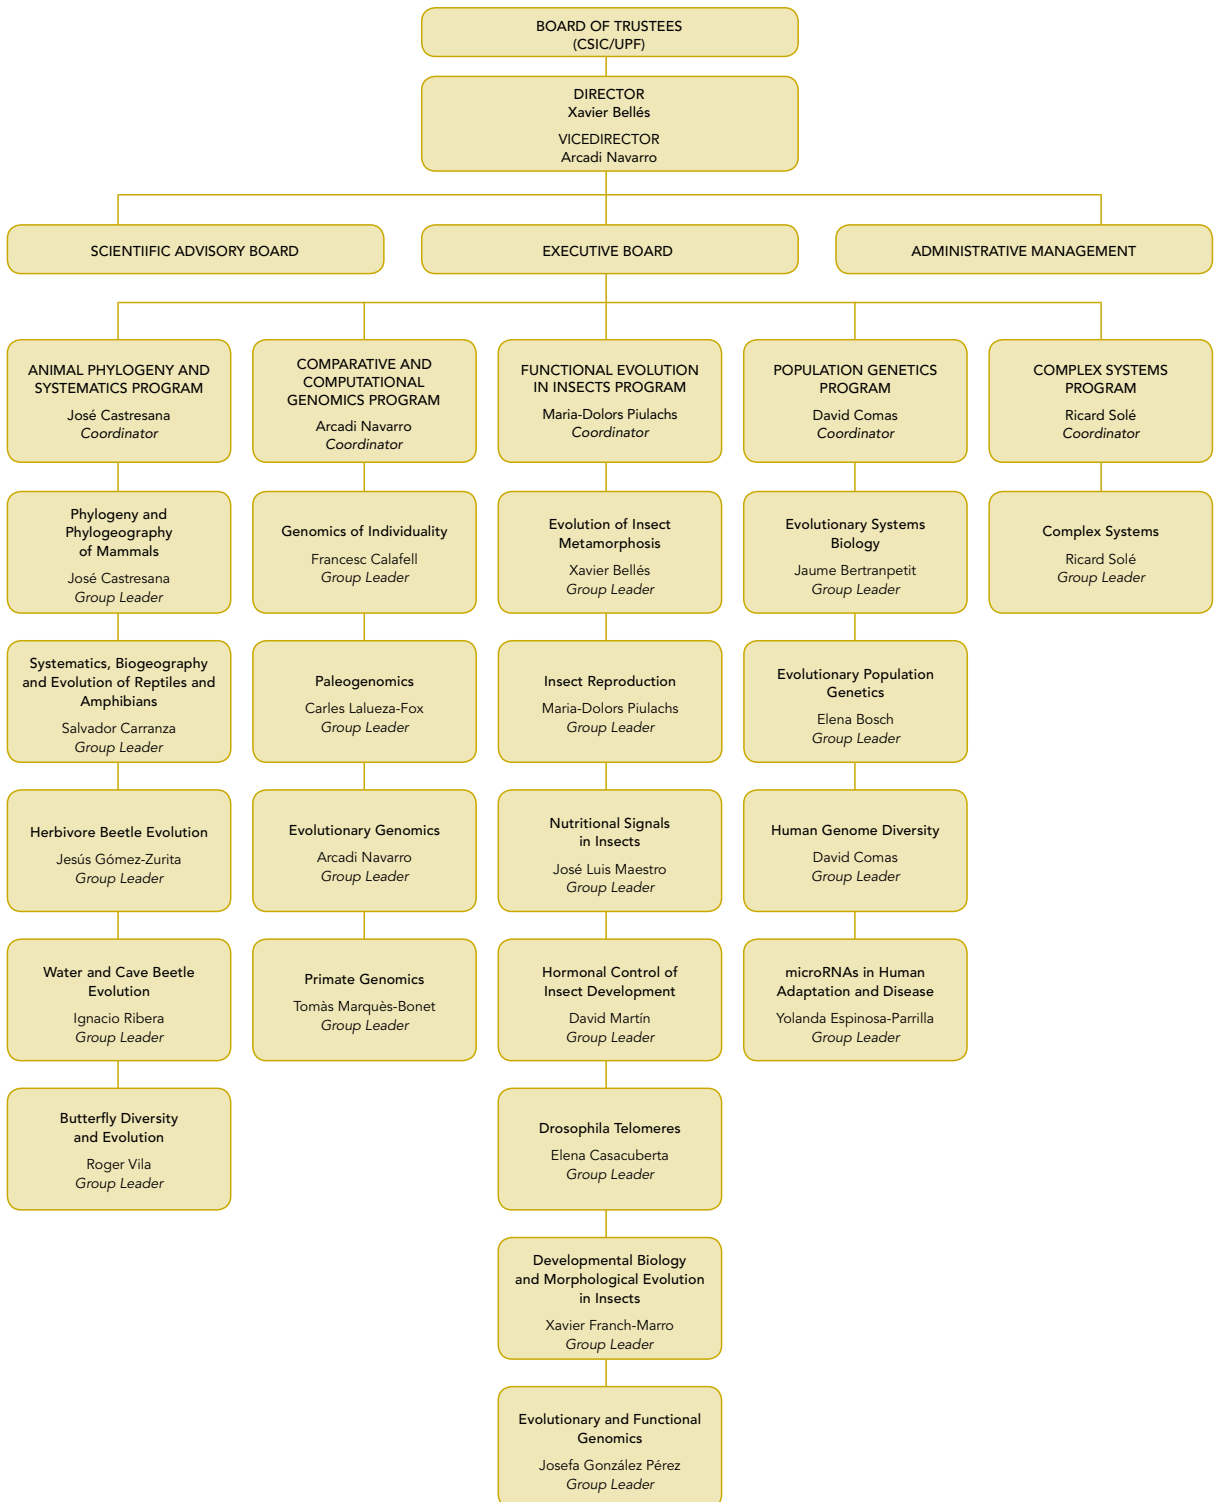 BOARD OF TRUSTEES
(CSIC/UPF)
DIRECTOR
Xavier Bellés
VICEDIRECTOR
Arcadi Navarro
SCIENTIIFIC ADVISORY BOARD
EXECUTIVE BOARD
ADMINISTRATIVE MANAGEMENT
ANIMAL PHYLOGENY AND
SYSTEMATICS PROGRAM
José Castresana
Coordinator
COMPARATIVE AND
COMPUTATIONAL
GENOMICS PROGRAM
Arcadi Navarro
Coordinator
FUNCTIONAL EVOLUTION
IN INSECTS PROGRAM
Maria-Dolors Piulachs
Coordinator
POPULATION GENETICS
PROGRAM
David Comas
Coordinator
COMPLEX SYSTEMS
PROGRAM
Ricard Solé
Coordinator
Phylogeny and
Phylogeography
of Mammals
José Castresana
Group Leader
Genomics of Individuality
Francesc Calafell
Group Leader
Evolution of Insect
Metamorphosis
Xavier Bellés
Group Leader
Evolutionary Systems
Biology
Jaume Bertranpetit
Group Leader
Complex Systems
Ricard Solé
Group Leader
Systematics, Biogeography
and Evolution of Reptiles and
Amphibians
Salvador Carranza
Group Leader
Paleogenomics
Carles Lalueza-Fox
Group Leader
Insect Reproduction
Maria-Dolors Piulachs
Group Leader
Evolutionary Population
Genetics
Elena Bosch
Group Leader
Herbivore Beetle Evolution
Jesús Gómez-Zurita
Group Leader
Evolutionary Genomics
Arcadi Navarro
Group Leader
Nutritional Signals
in Insects
José Luis Maestro
Group Leader
Human Genome Diversity
David Comas
Group Leader
Water and Cave Beetle
Evolution
Ignacio Ribera
Group Leader
Primate Genomics
Tomàs Marquès-Bonet
Group Leader
Hormonal Control of
Insect Development
David Martín
Group Leader
microRNAs in Human
Adaptation and Disease
Yolanda Espinosa-Parrilla
Group Leader
Butterfly Diversity
and Evolution
Roger Vila
Group Leader
Drosophila Telomeres
Elena Casacuberta
Group Leader
Developmental Biology
and Morphological Evolution
in Insects
Xavier Franch-Marro
Group Leader
Evolutionary and Functional
Genomics
Josefa González Pérez
Group Leader